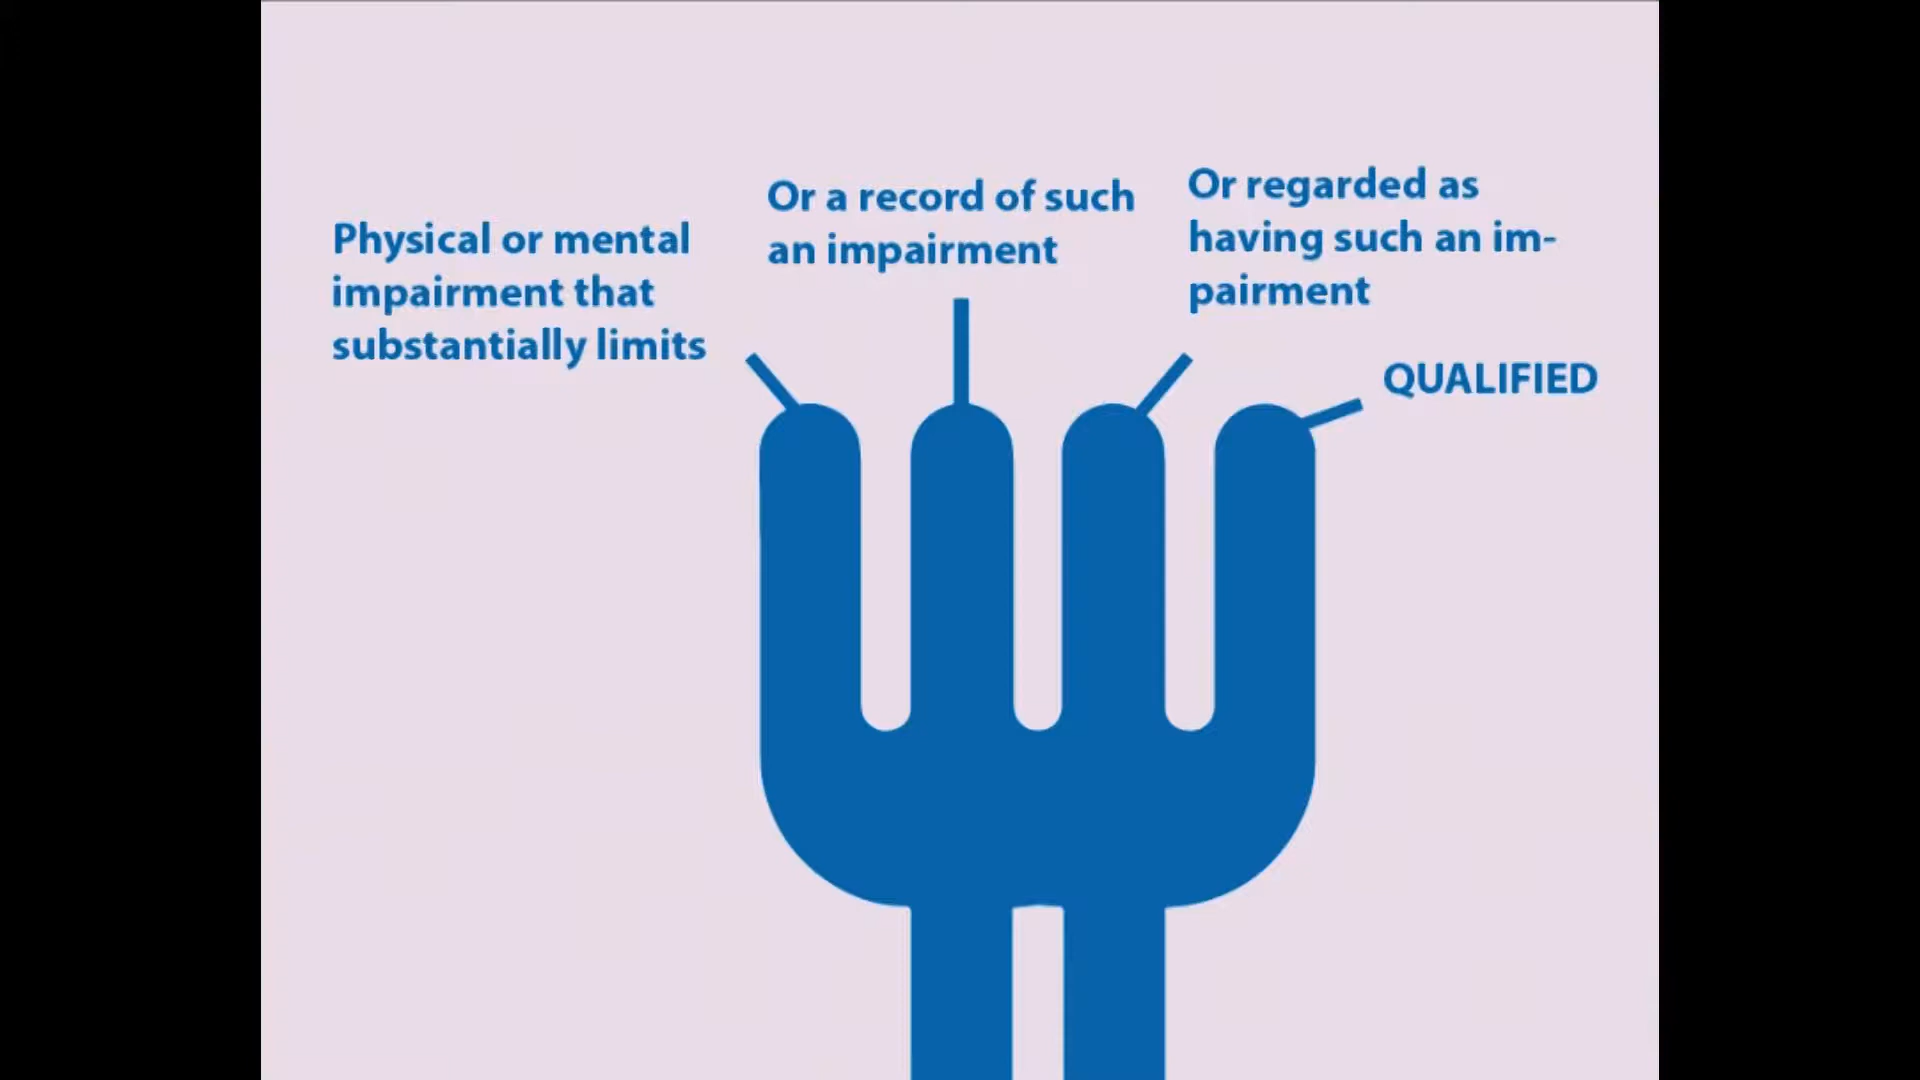 Physical or mental
impairment that
substantially limits
Or a record of such
an impairment
Or regarded as
having such an im-
pairment
QUALIFIED